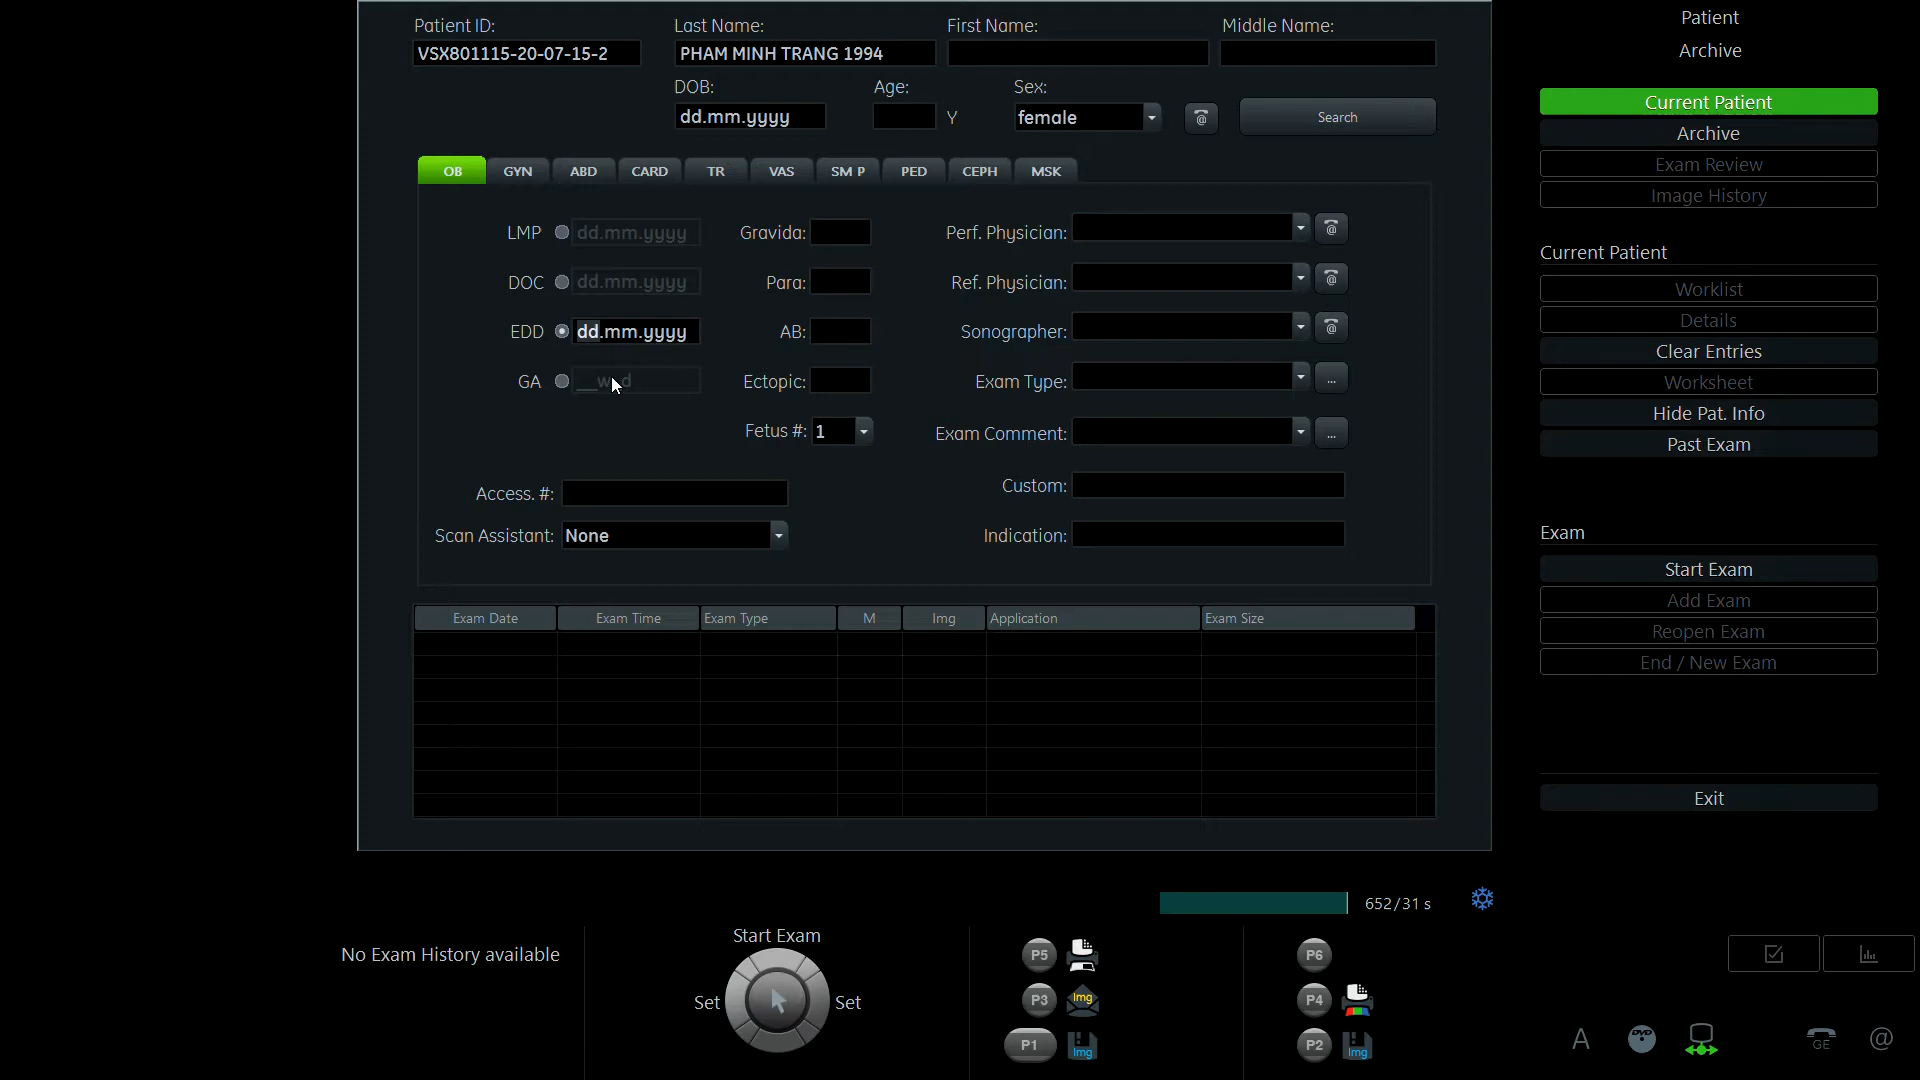 Patient ID: Last Name: First Name: Middle Name:
VSX801115-20-07-15-2 PHAM MINH TRANG 1994
DOB: Age: Sex:
dd.mm.yyyy Y female @ Search
OB GYN ABD CARD TR VAS SM P PED CEPH MSK
LMP dd.mm.yyyy Gravida: Perf. Physician: @
DOC dd.mm.yyyy Para: Ref. Physician: @
EDD dd.mm.yyyy AB: Sonographer: @
GA Ectopic: Exam Type: ...
Fetus #: 1 Exam Comment: ...
Access. #: Custom:
Scan Assistant: None Indication:
Exam Date Exam Time Exam Type M Img Application Exam Size
Patient
Archive
Current Patient
Archive
Exam Review
Image History
Current Patient
Worklist
Details
Clear Entries
Worksheet
Hide Pat. Info
Past Exam
Exam
Start Exam
Add Exam
Reopen Exam
End / New Exam
Exit
652/31 s
No Exam History available
Start Exam
Set Set
P5 P6
P3 Img P4
P1 Img P2 Img
A DVD GE @